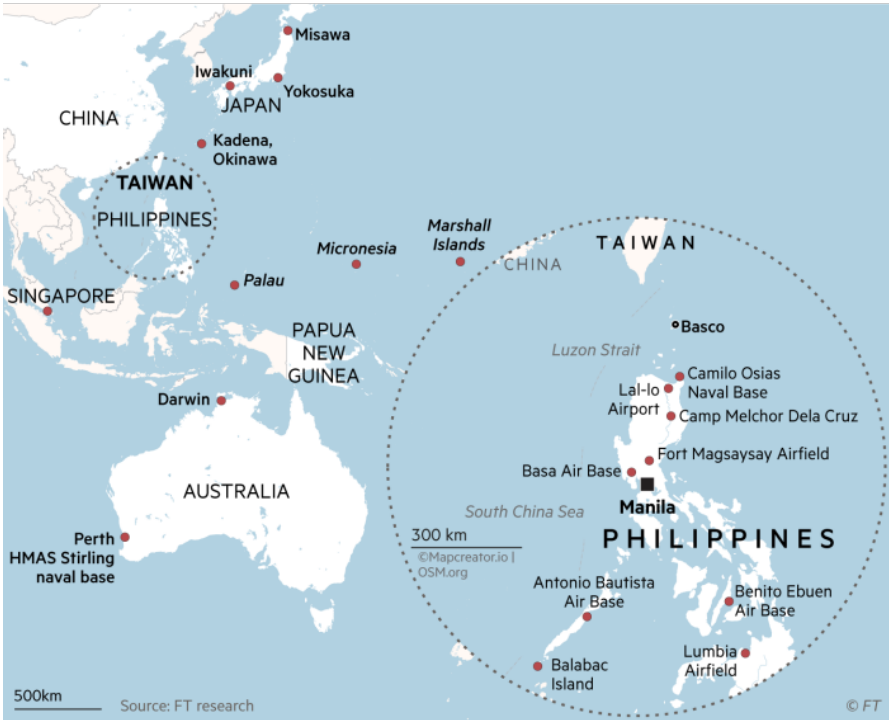 Misawa
Iwakuni
Yokosuka
JAPAN
CHINA
Kadena,
Okinawa
TAIWAN
PHILIPPINES
Marshall
Islands
Micronesia
Palau
SINGAPORE
PAPUA
NEW
GUINEA
Darwin
AUSTRALIA
Perth
HMAS Stirling
naval base
500km
Source: FT research
TAIWAN
CHINA
Basco
Luzon Strait
Camilo Osias
Naval Base
Lal-lo
Airport
Camp Melchor Dela Cruz
Fort Magsaysay Airfield
Basa Air Base
Manila
South China Sea
PHILIPPINES
300 km
©Mapcreator.io |
OSM.org
Antonio Bautista
Air Base
Benito Ebuen
Air Base
Lumbia
Airfield
Balabac
Island
© FT